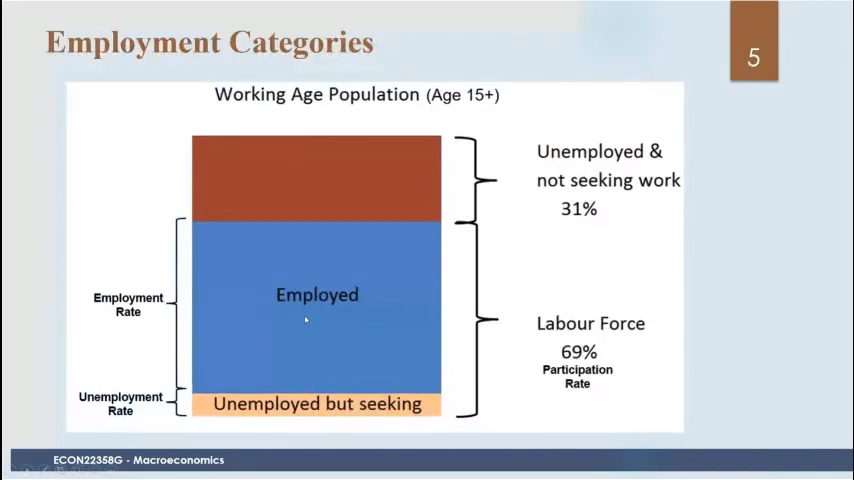 Employment Categories
5
Working Age Population (Age 15+)
Unemployed &
not seeking work
31%
Employed
Employment
Rate
Labour Force
69%
Participation
Rate
Unemployment
Rate
Unemployed but seeking
ECON22358G - Macroeconomics